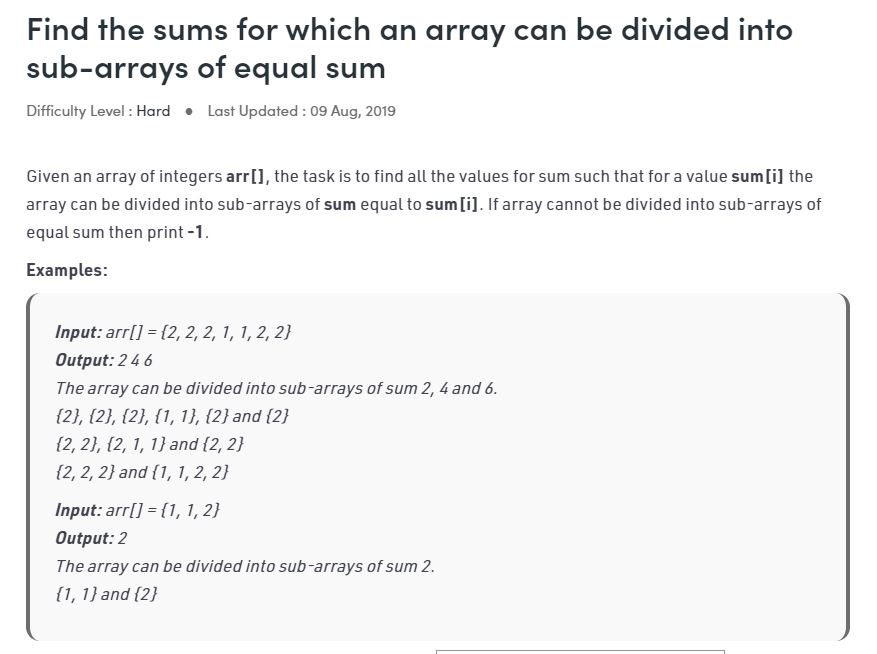 Find the sums for which an array can be divided into
sub-arrays of equal sum
Difficulty Level : Hard ● Last Updated : 09 Aug, 2019
Given an array of integers arr[], the task is to find all the values for sum such that for a value sum[i] the
array can be divided into sub-arrays of sum equal to sum[i]. If array cannot be divided into sub-arrays of
equal sum then print -1.
Examples:
Input: arr[] = {2, 2, 2, 1, 1, 2, 2}
Output: 2 4 6
The array can be divided into sub-arrays of sum 2, 4 and 6.
{2}, {2}, {2}, {1, 1}, {2} and {2}
{2, 2}, {2, 1, 1} and {2, 2}
{2, 2, 2} and {1, 1, 2, 2}
Input: arr[] = {1, 1, 2}
Output: 2
The array can be divided into sub-arrays of sum 2.
{1, 1} and {2}